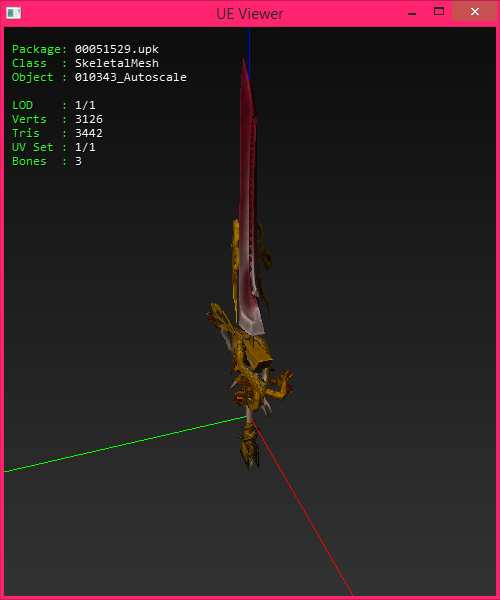 UE Viewer
Package: 00051529.upk
Class  : SkeletalMesh
Object : 010343_Autoscale
LOD    : 1/1
Verts  : 3126
Tris   : 3442
UV Set : 1/1
Bones  : 3